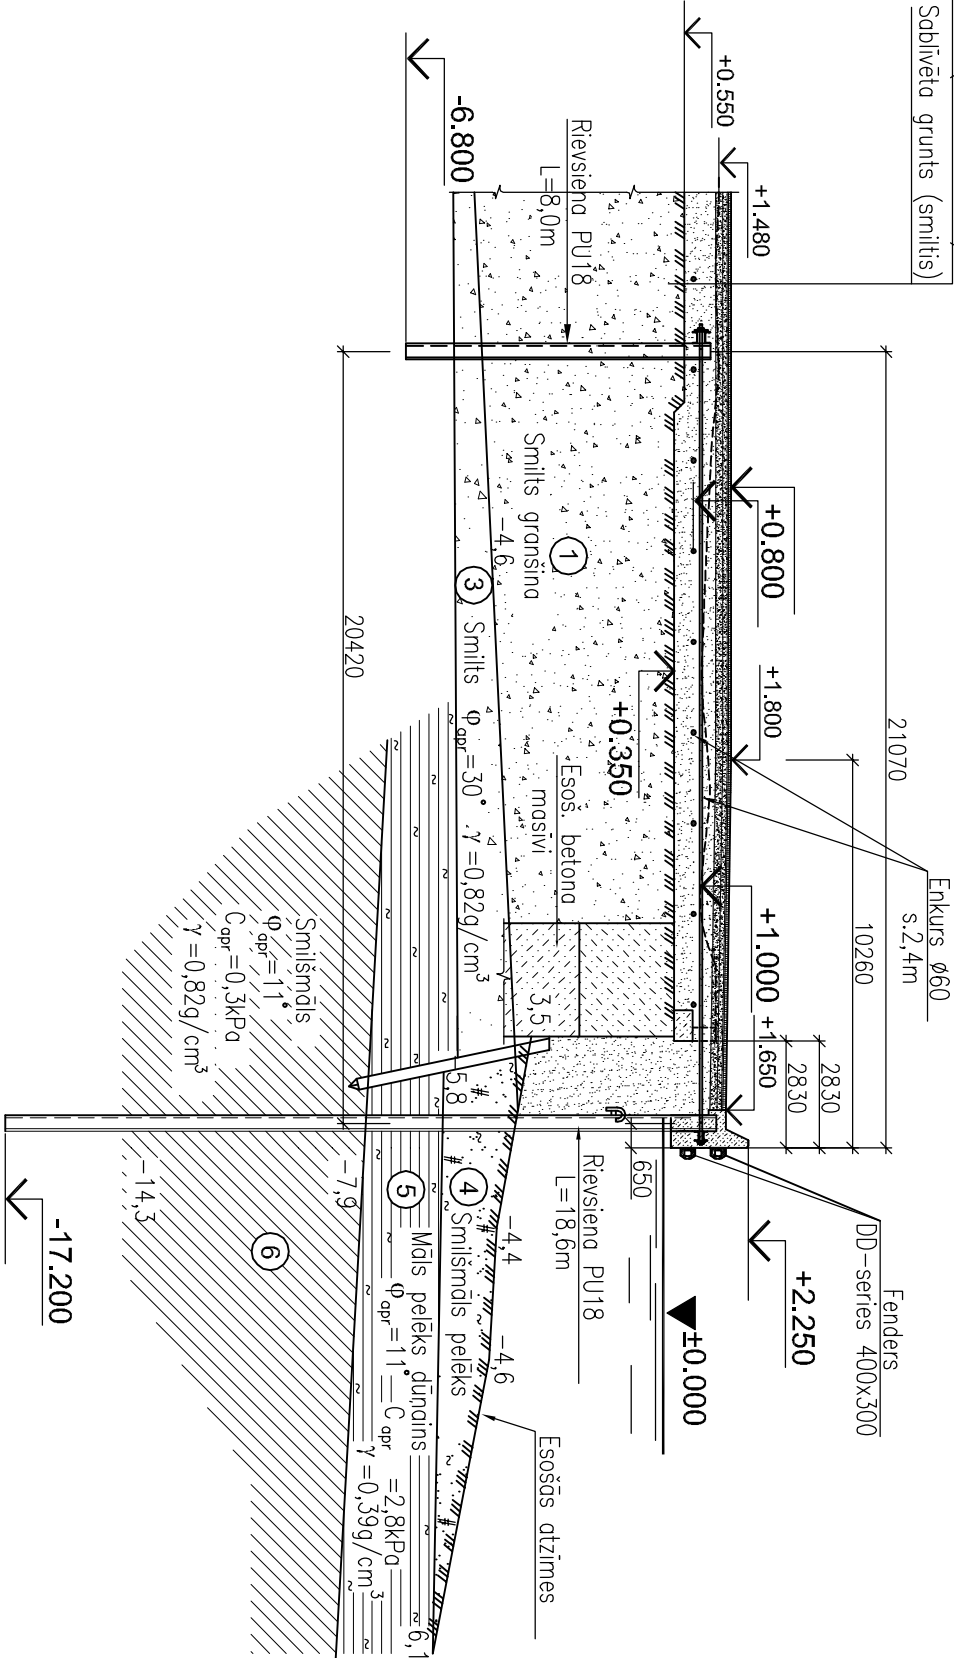 Sablīvēta grunts (smiltis)
+0.550
+1.480
-6.800
Rievsiena PU18
L=8,0m
+0.800
+1.800
21070
Enkurs ø60
s.2,4m
10260
+1.000
+1.650
2830
2830
Fenders
DD-series 400x300
+2.250
±0.000
+0.350
Smilts granšaina
1
-4,6
3
Smilts φapr=30° γ=0,82g/cm³
Esoš. betona
masīvi
3,5
20420
650
Rievsiena PU18
L=18,6m
Esošās atzīmes
-4,4
-4,6
5,8
4
Smilšmāls pelēks
5
Māls pelēks dūņains
φapr=11° Capr=2,8kPa
γ=0,39g/cm³
6,1
-7,9
Smilšmāls
φapr=11°
Capr=0,3kPa
γ=0,82g/cm³
6
-14,3
-17.200